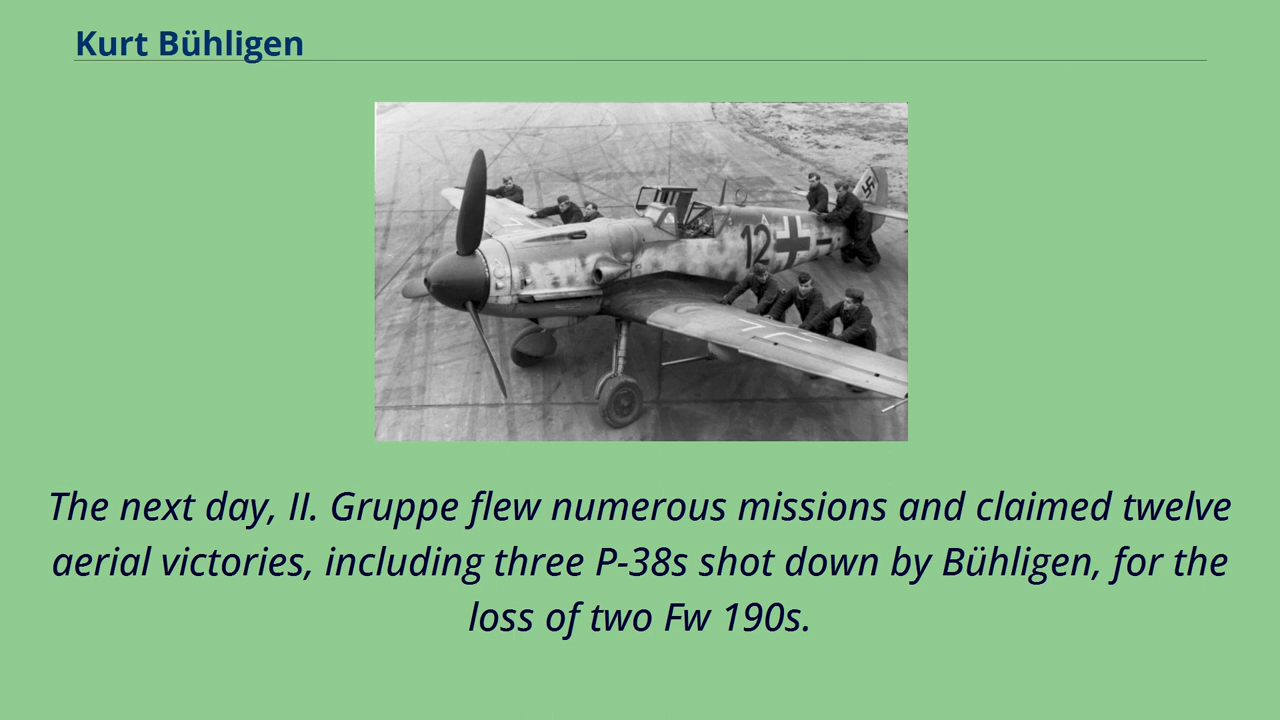 Kurt Bühligen
12
The next day, II. Gruppe flew numerous missions and claimed twelve
aerial victories, including three P-38s shot down by Bühligen, for the
loss of two Fw 190s.